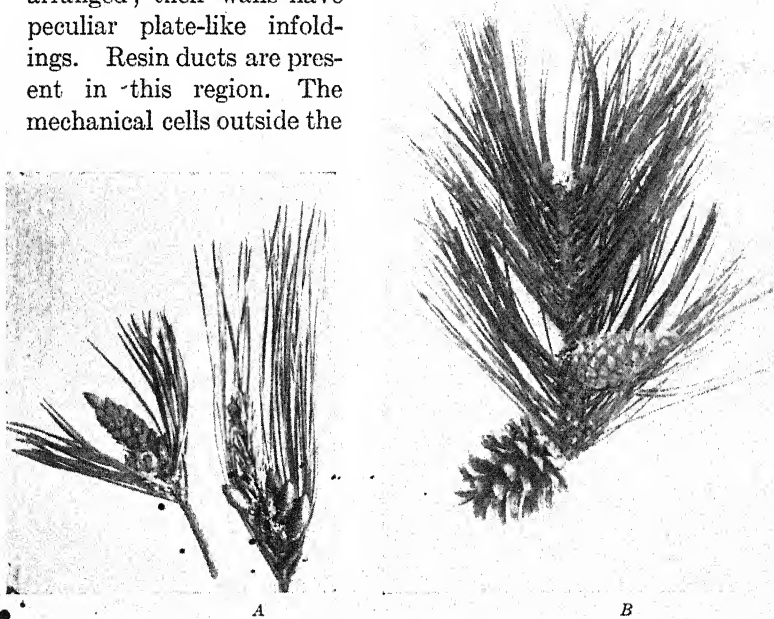 arranged; their walls have
peculiar plate-like infold-
ings. Resin ducts are pres-
ent in this region. The
mechanical cells outside the
A
B